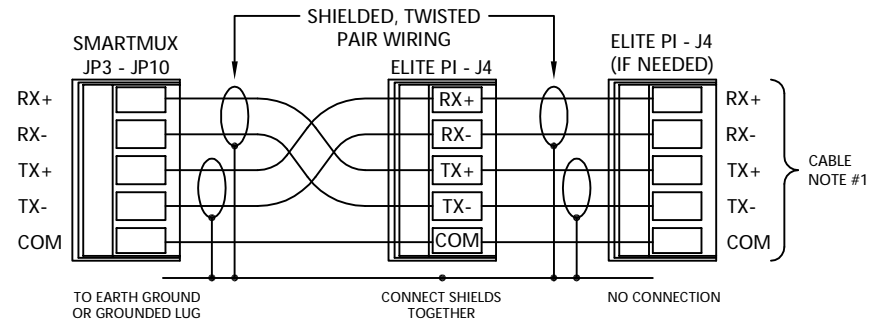 SHIELDED, TWISTED
PAIR WIRING
SMARTMUX
JP3 - JP10
ELITE PI - J4
ELITE PI - J4
(IF NEEDED)
RX+
RX-
TX+
TX-
COM
RX+
RX-
TX+
TX-
COM
RX+
RX-
TX+
TX-
COM
CABLE
NOTE #1
TO EARTH GROUND
OR GROUNDED LUG
CONNECT SHIELDS
TOGETHER
NO CONNECTION